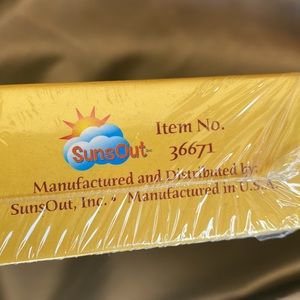 SunsOut
Item No.
36671
Manufactured and Distributed by:
SunsOut, Inc. • Manufactured in U.S.A.